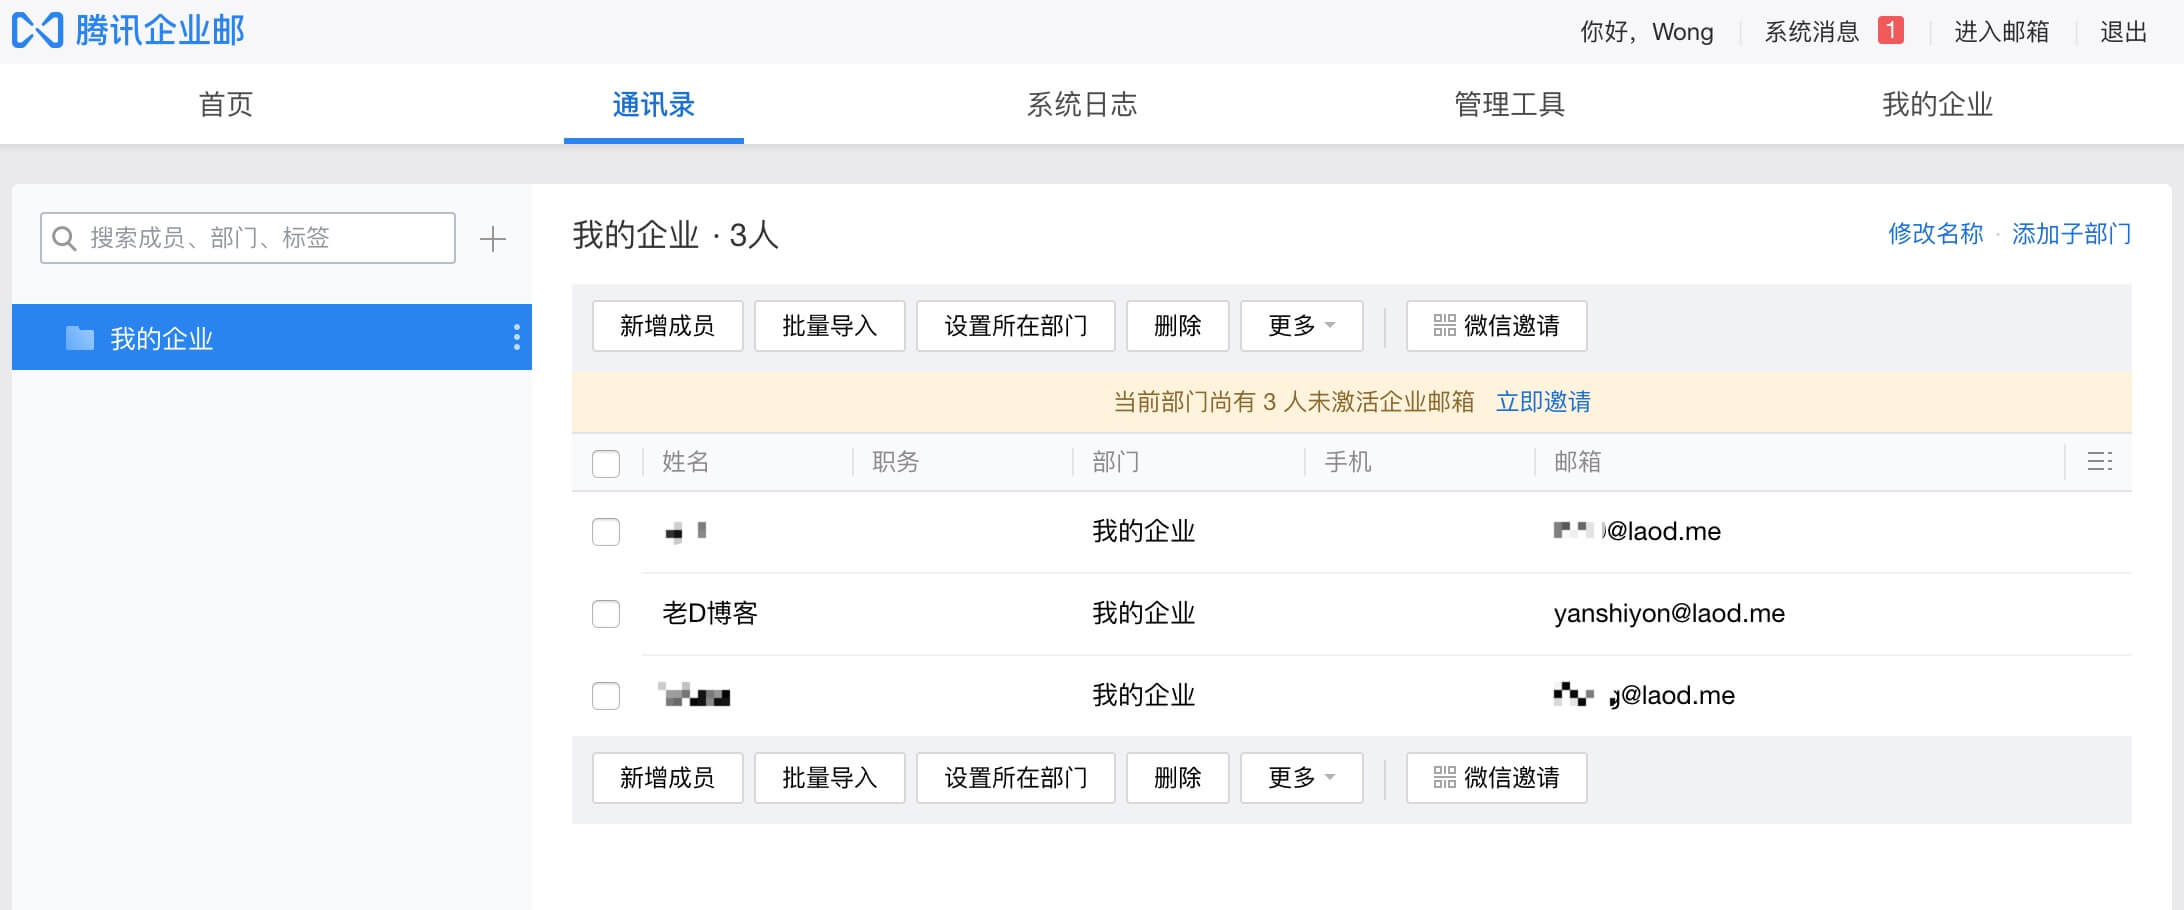 腾讯企业邮
你好，Wong 系统消息 1 进入邮箱 退出
首页 通讯录 系统日志 管理工具 我的企业
搜索成员、部门、标签
我的企业
我的企业 · 3人 修改名称 · 添加子部门
新增成员 批量导入 设置所在部门 删除 更多 微信邀请
当前部门尚有 3 人未激活企业邮箱 立即邀请
姓名 职务 部门 手机 邮箱
我的企业 @laod.me
老D博客 我的企业 yanshiyon@laod.me
我的企业 g@laod.me
新增成员 批量导入 设置所在部门 删除 更多 微信邀请